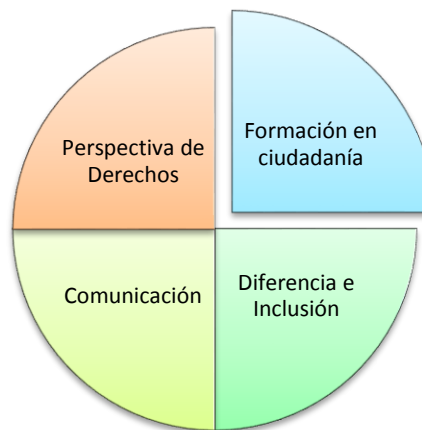 Perspectiva de
Derechos
Formación en
ciudadanía
Comunicación
Diferencia e
Inclusión